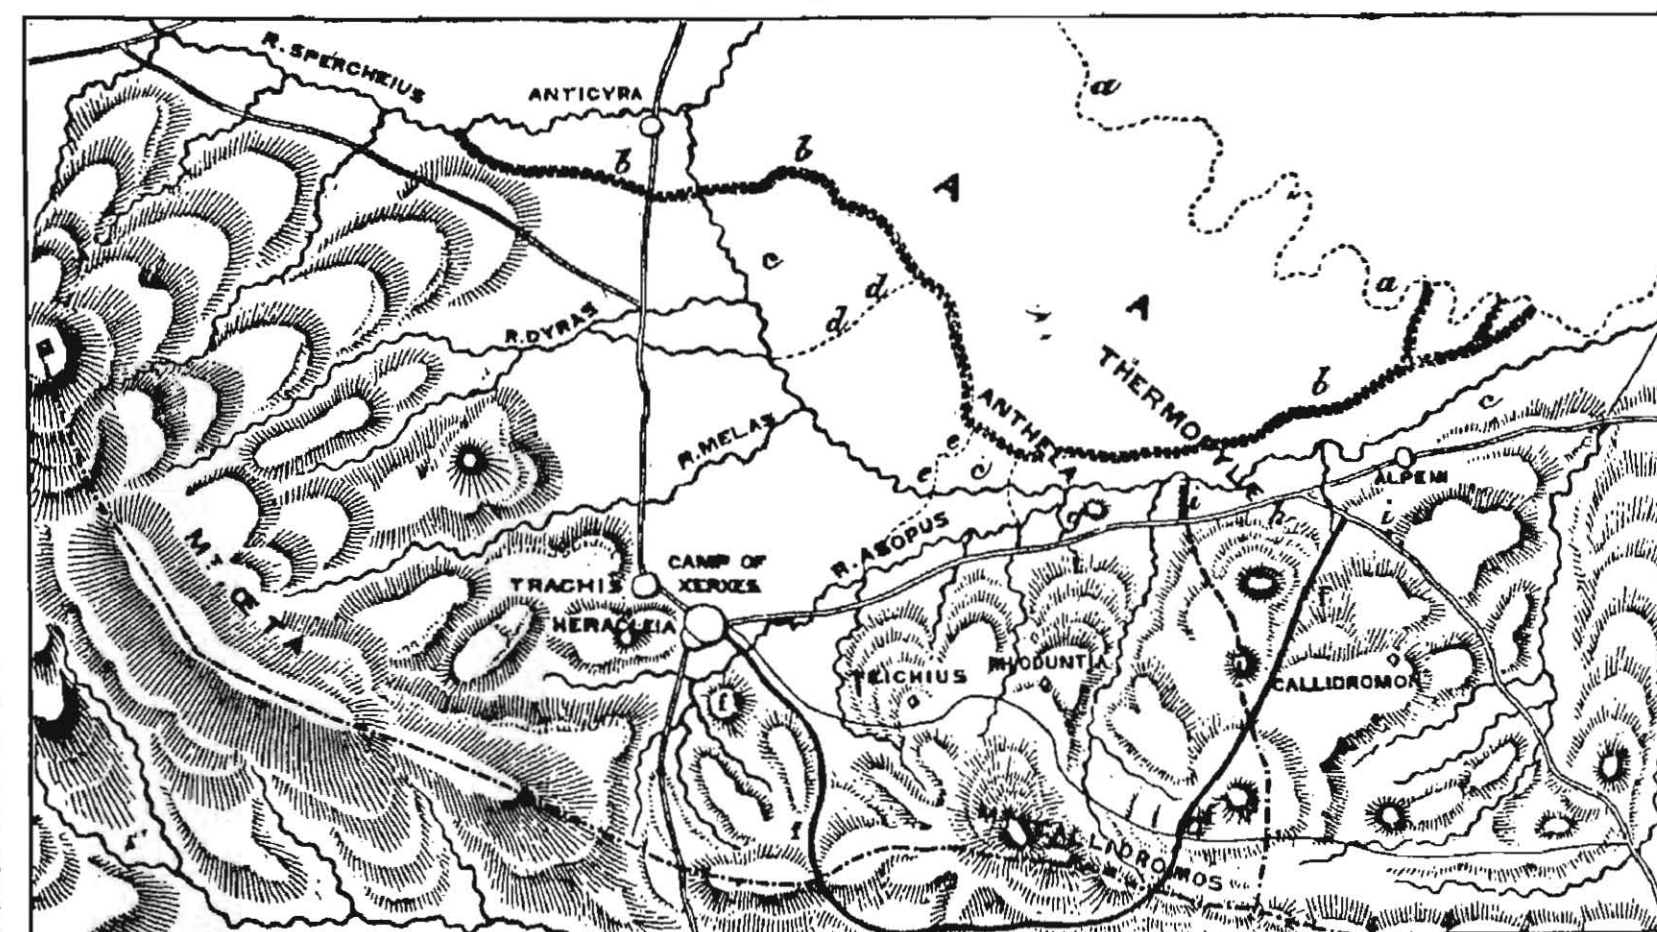 R. SPERCHEIUS
ANTICYRA
a
b
b
A
c
d
a
d
A
R. DYRAS
THERMOPYLÆ
b
ANTHELA
c
R. MELAS
e
e
c
ALPENI
i
h
i
g
R. ASOPUS
MT. ŒTA
CAMP OF
XERXES
TRACHIS
HERACLEIA
f
TEICHIUS
RHODUNTIA
CALLIDROMON
f
f
f
MT CALLIDROMOS